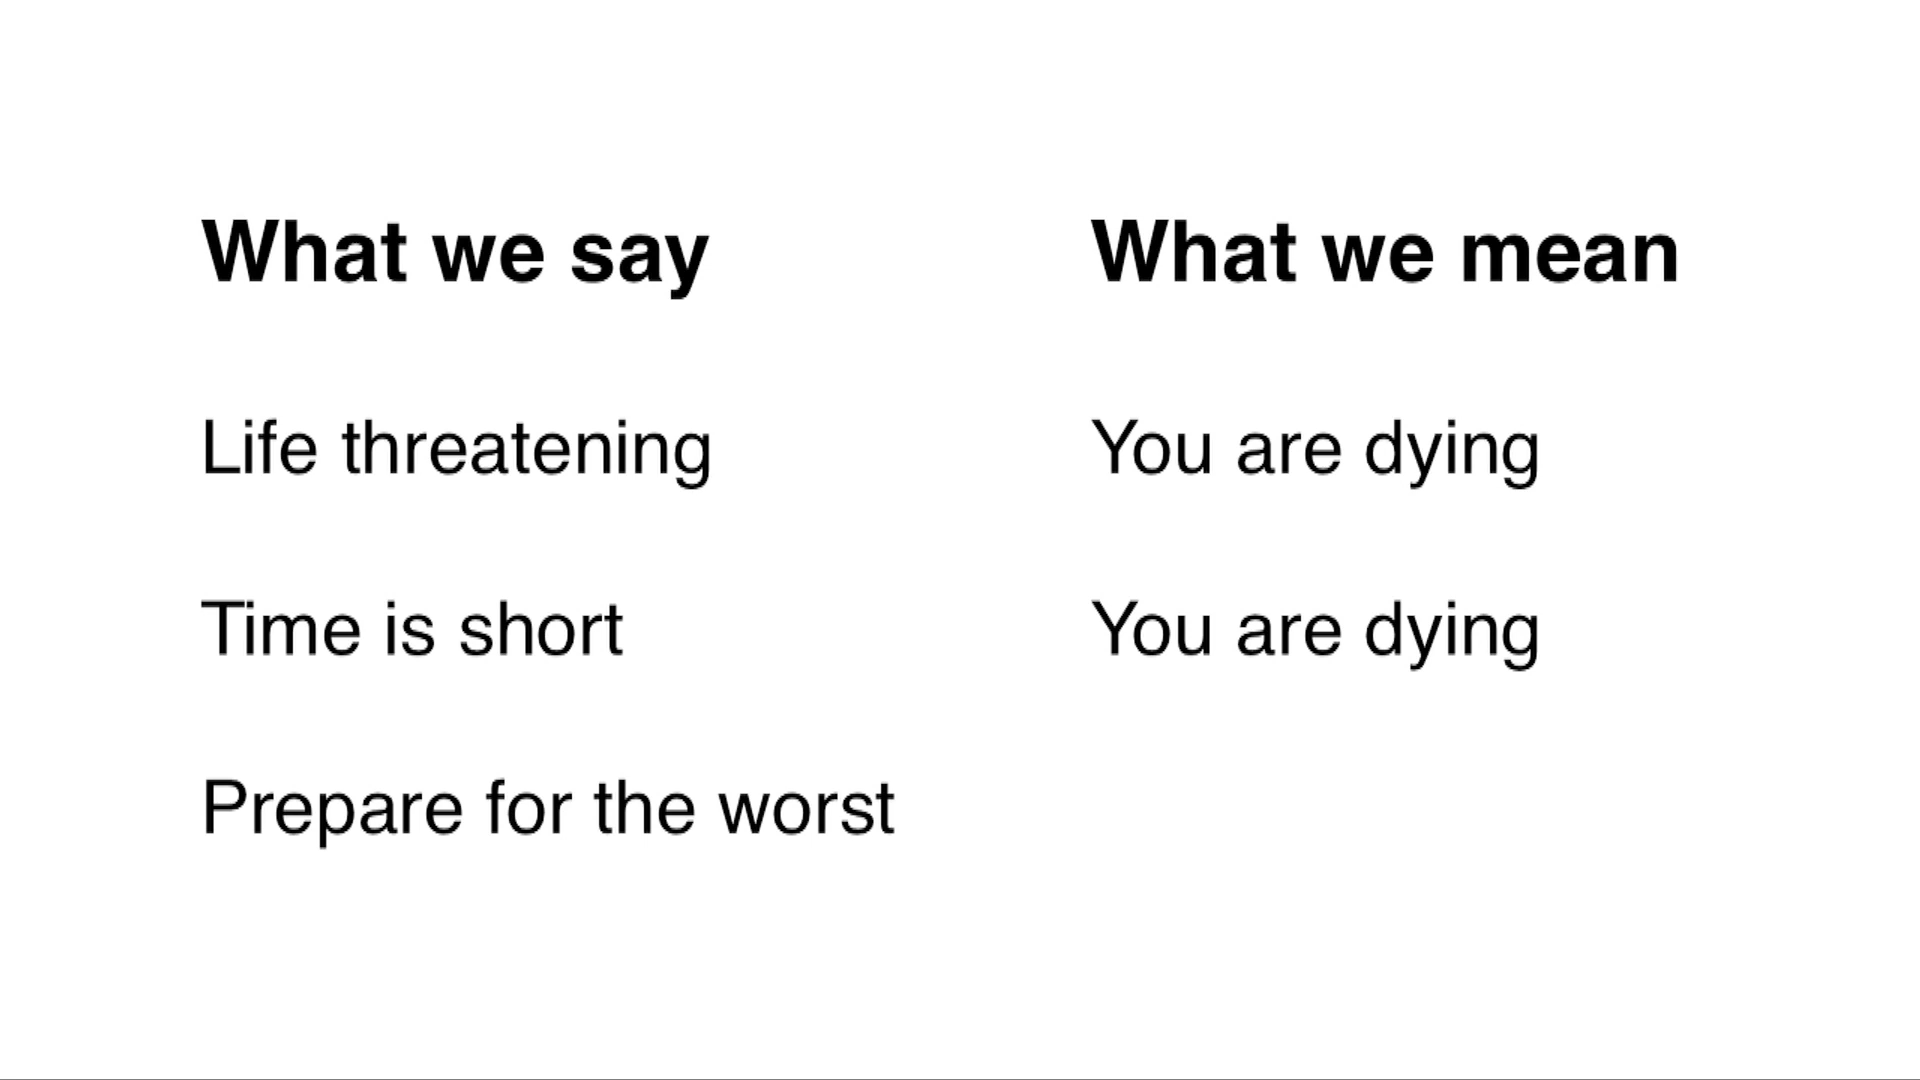 What we say What we mean
Life threatening You are dying
Time is short You are dying
Prepare for the worst